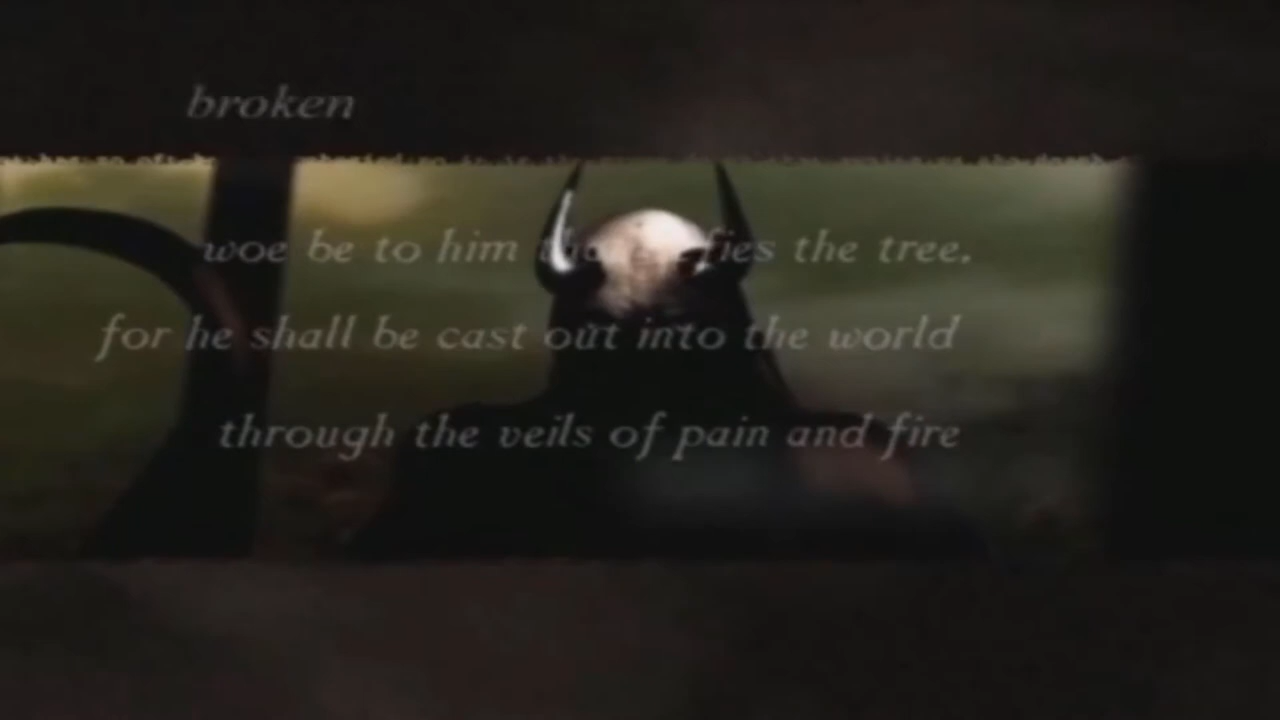 broken
woe be to him fies the tree,
for he shall be cast out into the world
through the veils of pain and fire